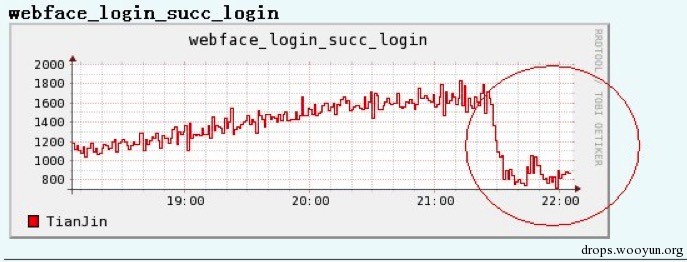 webface_login_succ_login
webface_login_succ_login
RRDTOOL / TOBI OETIKER
2000
1800
1600
1400
1200
1000
800
19:00 20:00 21:00 22:00
TianJin
drops.wooyun.org